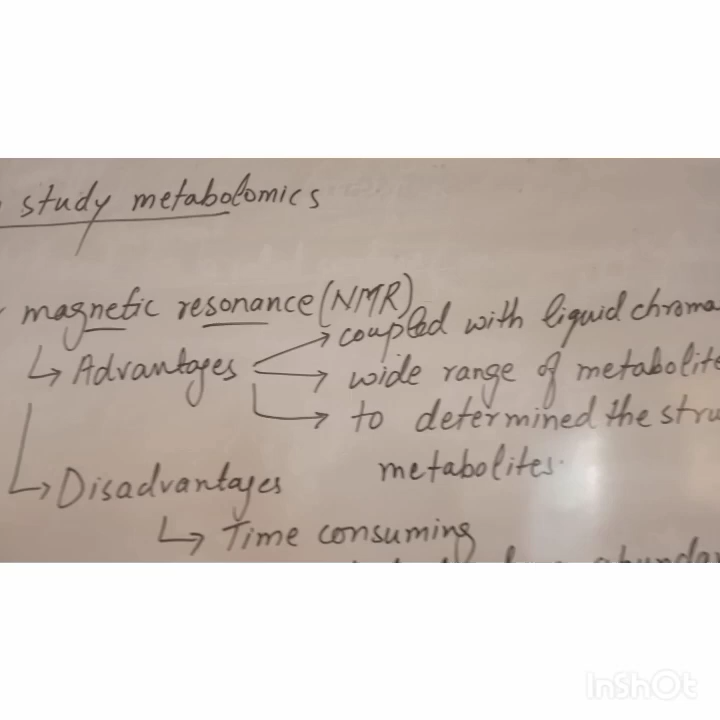 study metabolomics
magnetic resonance (NMR)
↳ Advantages → coupled with liquid chroma
→ wide range of metabolite
→ to determined the stru
metabolites.
↳ Disadvantages
↳ Time consuming
abundan
InShOt